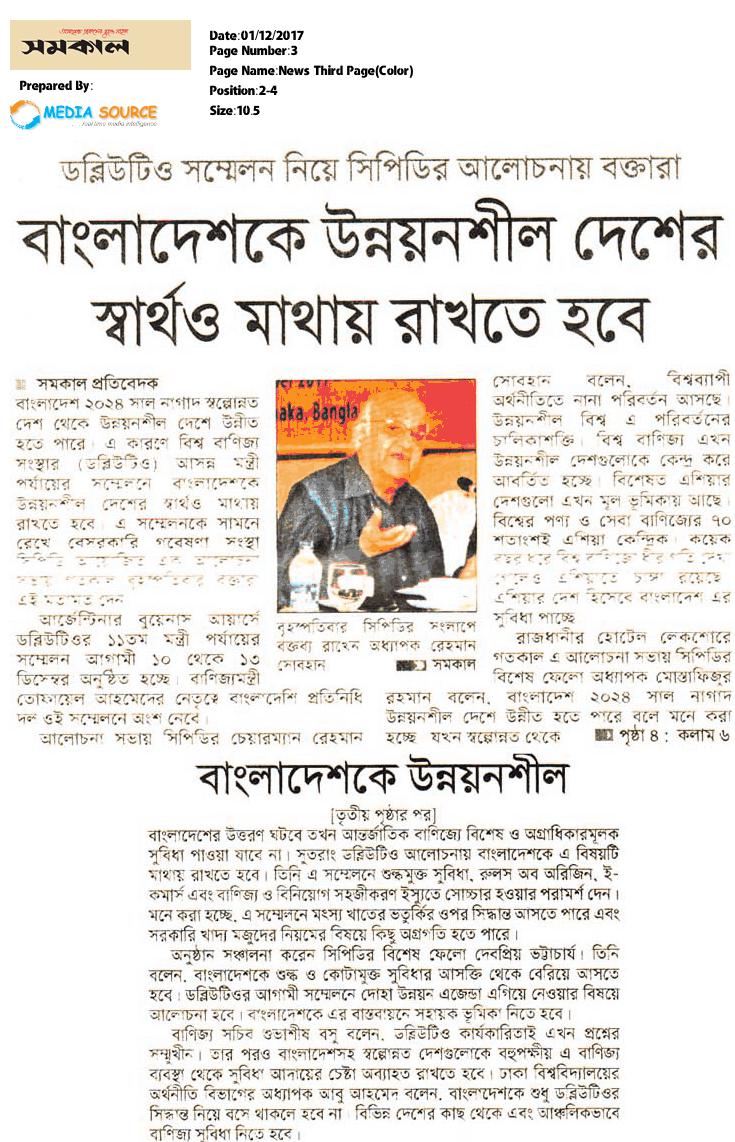 আমাদের
সমকাল
Prepared By:
MEDIA SOURCE
real time media intelligence
Date:01/12/2017
Page Number:3
Page Name:News Third Page(Color)
Position:2-4
Size:10.5
ডব্লিউটিও সম্মেলন নিয়ে সিপিডির আলোচনায় বক্তারা
বাংলাদেশকে উন্নয়নশীল দেশের
স্বার্থও মাথায় রাখতে হবে
সমকাল প্রতিবেদক
বাংলাদেশ ২০২৪ সাল নাগাদ স্বল্পোন্নত
দেশ থেকে উন্নয়নশীল দেশে উন্নীত
হতে পারে। এ কারণে বিশ্ব বাণিজ্য
সংস্থার (ডব্লিউটিও) আসন্ন মন্ত্রী
পর্যায়ের সম্মেলনে বাংলাদেশকে
উন্নয়নশীল দেশের স্বার্থও মাথায়
রাখতে হবে। এ সম্মেলনকে সামনে
রেখে বেসরকারি গবেষণা সংস্থা
সিপিডি আয়োজিত এক আলোচনা
সভায় গতকাল বৃহস্পতিবার বক্তারা
এই মতামত দেন
আর্জেন্টিনার বুয়েনাস আয়ার্সে
ডব্লিউটিওর ১১তম মন্ত্রী পর্যায়ের
সম্মেলন আগামী ১০ থেকে ১৩
ডিসেম্বর অনুষ্ঠিত হচ্ছে। বাণিজ্যমন্ত্রী
তোফায়েল আহমেদের নেতৃত্বে বাংলাদেশি প্রতিনিধি
দল ওই সম্মেলনে অংশ নেবে।
আলোচনা সভায় সিপিডির চেয়ারম্যান রেহমান
aka, Bangla
বৃহস্পতিবার সিপিডির সংলাপে
বক্তব্য রাখেন অধ্যাপক রেহমান
সোবহান
সমকাল
সোবহান বলেন, বিশ্বব্যাপী
অর্থনীতিতে নানা পরিবর্তন আসছে।
উন্নয়নশীল বিশ্ব এ পরিবর্তনের
চালিকাশক্তি। বিশ্ব বাণিজ্য এখন
উন্নয়নশীল দেশগুলোকে কেন্দ্র করে
আবর্তিত হচ্ছে। বিশেষত এশিয়ার
দেশগুলো এখন মূল ভূমিকায় আছে।
বিশ্বের পণ্য ও সেবা বাণিজ্যের ৭০
শতাংশই এশিয়া কেন্দ্রিক। কয়েক
বছর ধরে বিশ্ব বাণিজ্যে ধীর গতি দেখা
গেলেও এশিয়াতে চাঙ্গা রয়েছে
এশিয়ার দেশ হিসেবে বাংলাদেশ এর
সুবিধা পাচ্ছে
রাজধানীর হোটেল লেকশোরে
গতকাল এ আলোচনা সভায় সিপিডির
বিশেষ ফেলো অধ্যাপক মোস্তাফিজুর
রহমান বলেন, বাংলাদেশ ২০২৪ সাল নাগাদ
উন্নয়নশীল দেশে উন্নীত হতে পারে বলে মনে করা
হচ্ছে যখন স্বল্পোন্নত থেকে
পৃষ্ঠা ৪ : কলাম ৬
বাংলাদেশকে উন্নয়নশীল
[তৃতীয় পৃষ্ঠার পর]
বাংলাদেশের উত্তরণ ঘটবে তখন আন্তর্জাতিক বাণিজ্যে বিশেষ ও অগ্রাধিকারমূলক
সুবিধা পাওয়া যাবে না। সুতরাং ডব্লিউটিও আলোচনায় বাংলাদেশকে এ বিষয়টি
মাথায় রাখতে হবে। তিনি এ সম্মেলনে শুল্কমুক্ত সুবিধা, রুলস অব অরিজিন, ই-
কমার্স এবং বাণিজ্য ও বিনিয়োগ সহজীকরণ ইস্যুতে সোচ্চার হওয়ার পরামর্শ দেন।
মনে করা হচ্ছে, এ সম্মেলনে মৎস্য খাতের ভতুর্কির ওপর সিদ্ধান্ত আসতে পারে এবং
সরকারি খাদ্য মজুদের নিয়মের বিষয়ে কিছু অগ্রগতি হতে পারে।
অনুষ্ঠান সঞ্চালনা করেন সিপিডির বিশেষ ফেলো দেবপ্রিয় ভট্টাচার্য। তিনি
বলেন, বাংলাদেশকে শুল্ক ও কোটামুক্ত সুবিধার আসক্তি থেকে বেরিয়ে আসতে
হবে। ডব্লিউটিওর আগামী সম্মেলনে দোহা উন্নয়ন এজেন্ডা এগিয়ে নেওয়ার বিষয়ে
আলোচনা হবে। বাংলাদেশকে এর বাস্তবায়নে সহায়ক ভূমিকা নিতে হবে।
বাণিজ্য সচিব শুভাশীষ বসু বলেন, ডব্লিউটিও কার্যকারিতাই এখন প্রশ্নের
সম্মুখীন। তার পরও বাংলাদেশসহ স্বল্পোন্নত দেশগুলোকে বহুপক্ষীয় এ বাণিজ্য
ব্যবস্থা থেকে সুবিধা আদায়ের চেষ্টা অব্যাহত রাখতে হবে। ঢাকা বিশ্ববিদ্যালয়ের
অর্থনীতি বিভাগের অধ্যাপক আবু আহমেদ বলেন, বাংলাদেশকে শুধু ডব্লিউটিওর
সিদ্ধান্ত নিয়ে বসে থাকলে হবে না। বিভিন্ন দেশের কাছ থেকে এবং আঞ্চলিকভাবে
বাণিজ্য সুবিধা নিতে হবে।